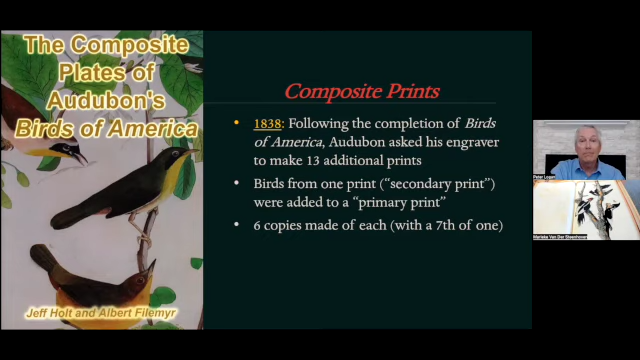 The Composite
Plates of
Audubon's
Birds of America
Jeff Holt and Albert Filemyr
Composite Prints
• 1838: Following the completion of Birds
of America, Audubon asked his engraver
to make 13 additional prints
• Birds from one print (“secondary print”)
were added to a “primary print”
• 6 copies made of each (with a 7th of one)
Peter Logan